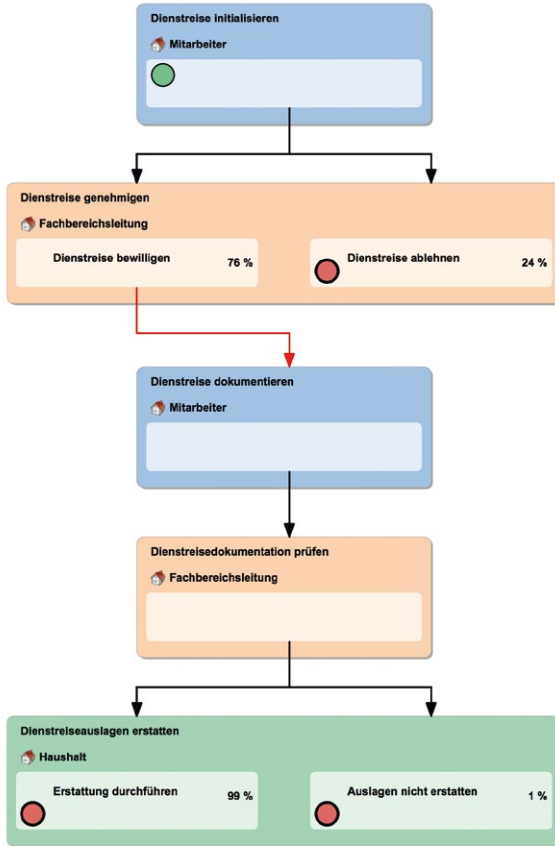 Dienstreise initialisieren
Mitarbeiter
Dienstreise genehmigen
Fachbereichsleitung
Dienstreise bewilligen 76 %
Dienstreise ablehnen 24 %
Dienstreise dokumentieren
Mitarbeiter
Dienstreisedokumentation prüfen
Fachbereichsleitung
Dienstreiseauslagen erstatten
Haushalt
Erstattung durchführen 99 %
Auslagen nicht erstatten 1 %